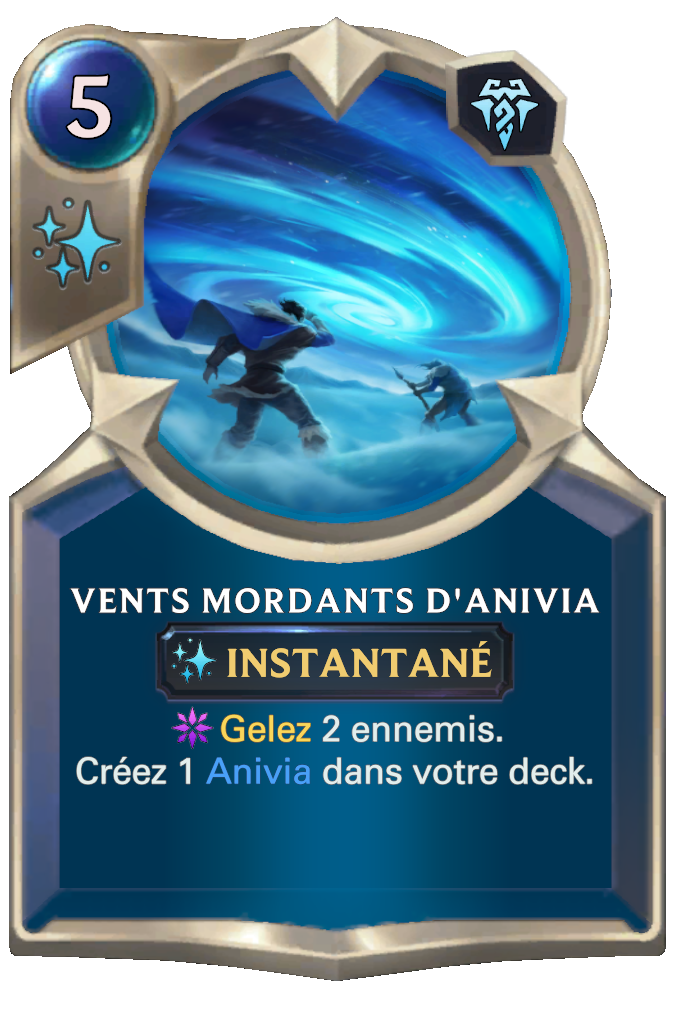 5
VENTS MORDANTS D'ANIVIA
INSTANTANÉ
Gelez 2 ennemis.
Créez 1 Anivia dans votre deck.